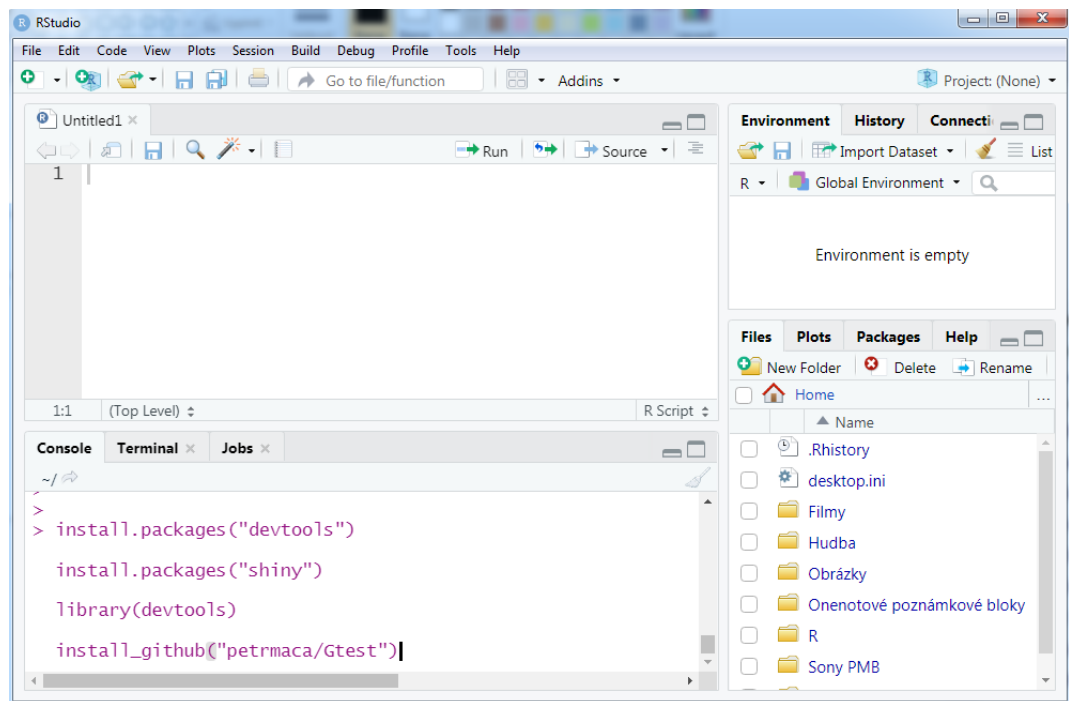 RStudio
File Edit Code View Plots Session Build Debug Profile Tools Help
Go to file/function
Addins
Project: (None)
Untitled1
Run
Source
1
1:1 (Top Level)
R Script
Console Terminal Jobs
~/
>
>
> install.packages("devtools")
install.packages("shiny")
library(devtools)
install_github("petrmaca/Gtest")
Environment History Connecti
Import Dataset
List
R
Global Environment
Environment is empty
Files Plots Packages Help
New Folder Delete Rename
Home
...
Name
.Rhistory
desktop.ini
Filmy
Hudba
Obrázky
Onenotové poznámkové bloky
R
Sony PMB